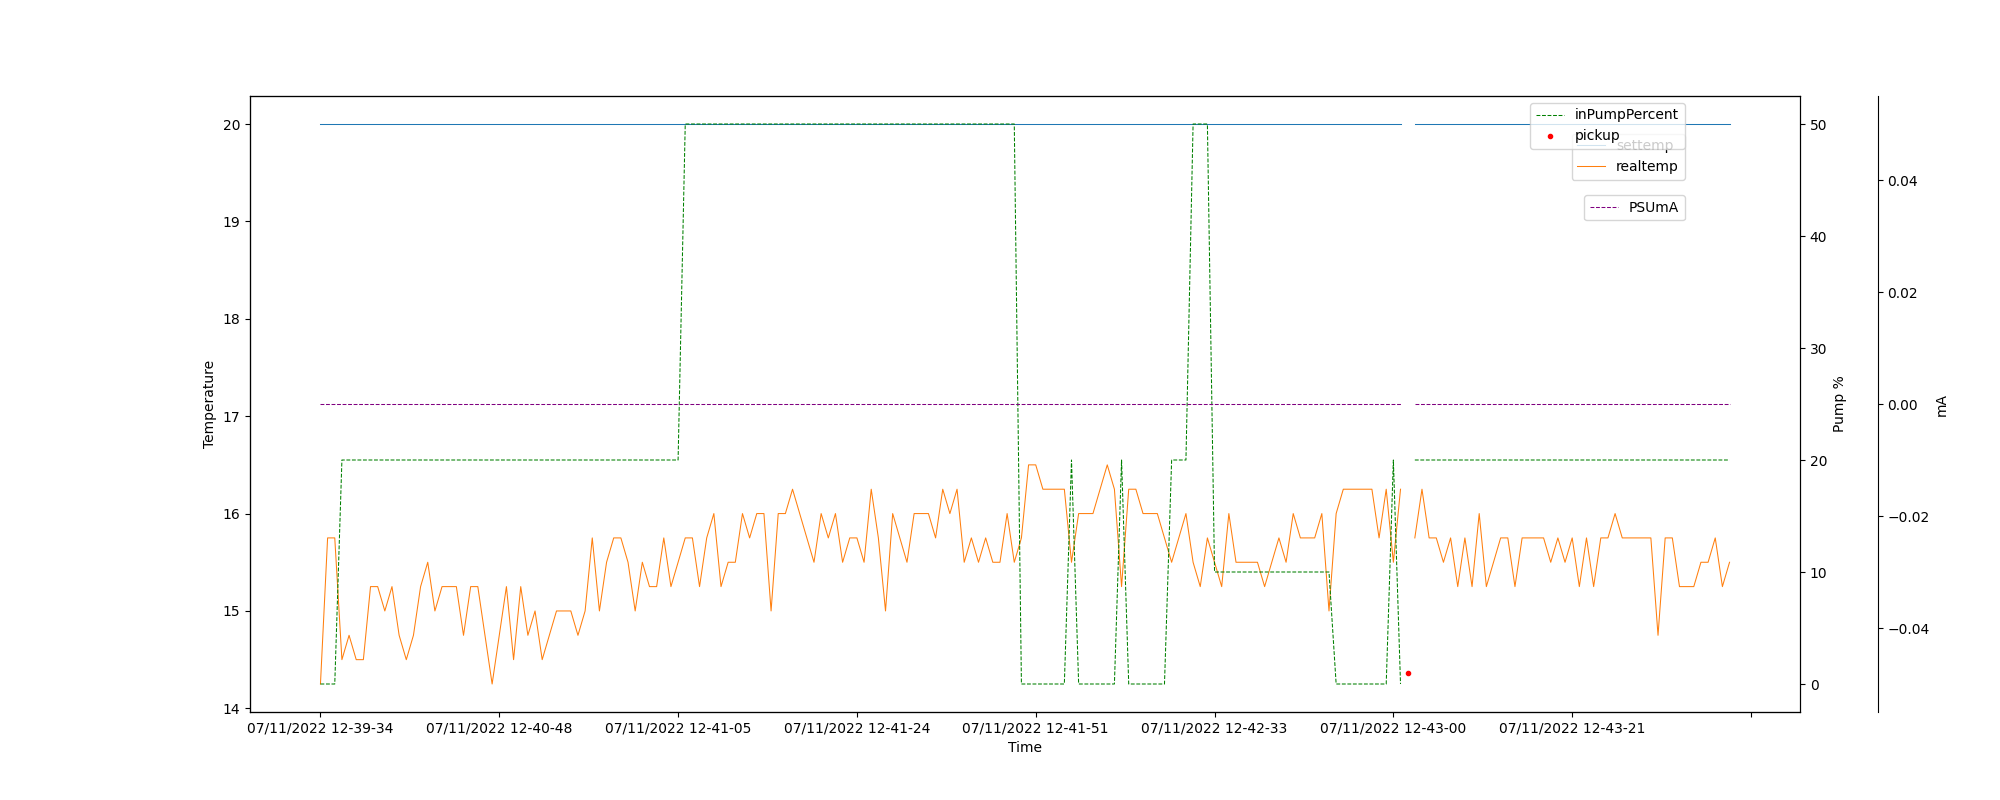 inPumpPercent
pickup
settemp
realtemp
PSUmA
20
19
18
17
16
15
14
Temperature
50
40
30
20
10
0
Pump %
0.04
0.02
0.00
−0.02
−0.04
mA
07/11/2022 12-39-34
07/11/2022 12-40-48
07/11/2022 12-41-05
07/11/2022 12-41-24
07/11/2022 12-41-51
07/11/2022 12-42-33
07/11/2022 12-43-00
07/11/2022 12-43-21
Time